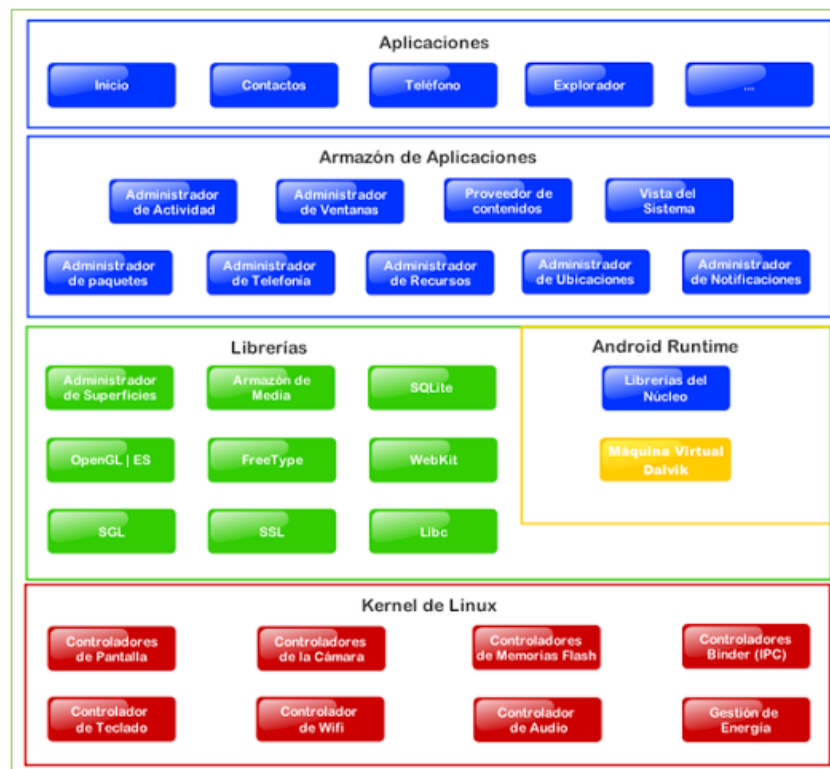 Aplicaciones
Inicio
Contactos
Teléfono
Explorador
...
Armazón de Aplicaciones
Administrador
de Actividad
Administrador
de Ventanas
Proveedor de
contenidos
Vista del
Sistema
Administrador
de paquetes
Administrador
de Telefonía
Administrador
de Recursos
Administrador
de Ubicaciones
Administrador
de Notificaciones
Librerías
Administrador
de Superficies
Armazón de
Media
SQLite
OpenGL | ES
FreeType
WebKit
SGL
SSL
Libc
Android Runtime
Librerías del
Núcleo
Máquina Virtual
Dalvik
Kernel de Linux
Controladores
de Pantalla
Controladores
de la Cámara
Controladores
de Memorias Flash
Controladores
Binder (IPC)
Controlador
de Teclado
Controlador
de Wifi
Controlador
de Audio
Gestión de
Energía